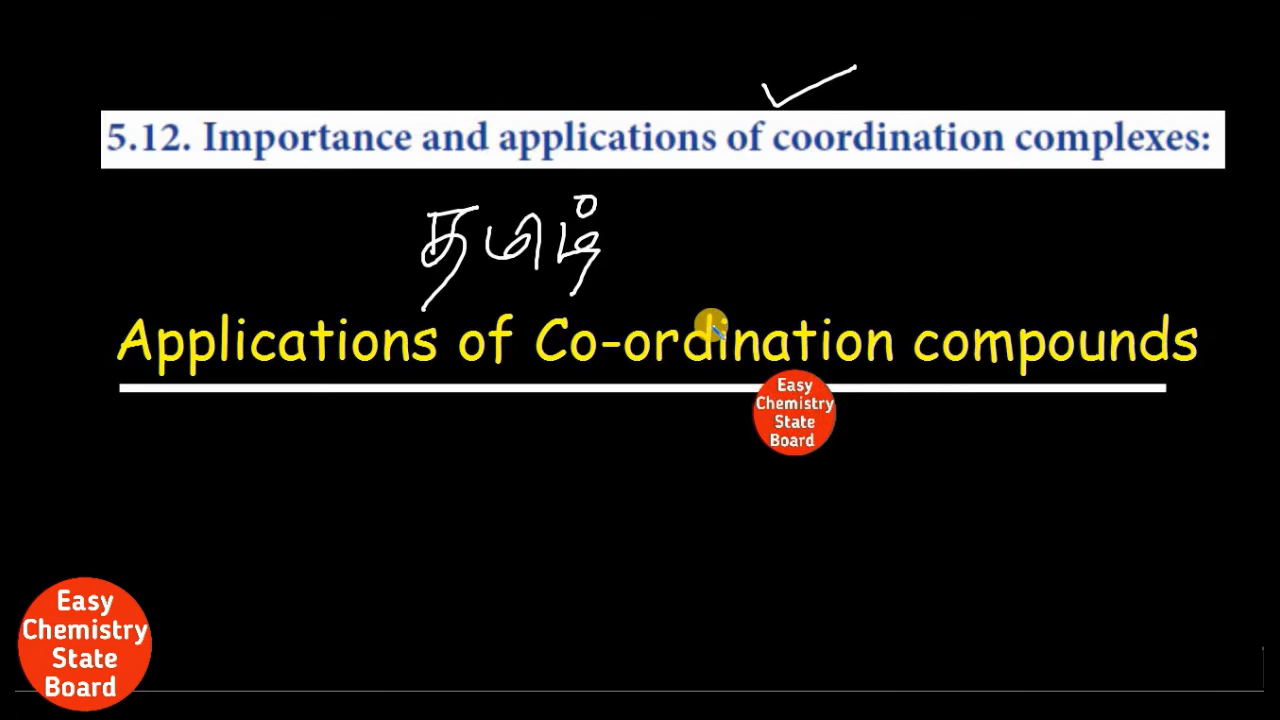 5.12. Importance and applications of coordination complexes:
தமிழ்
Applications of Co-ordination compounds
Easy
Chemistry
State
Board
Easy
Chemistry
State
Board